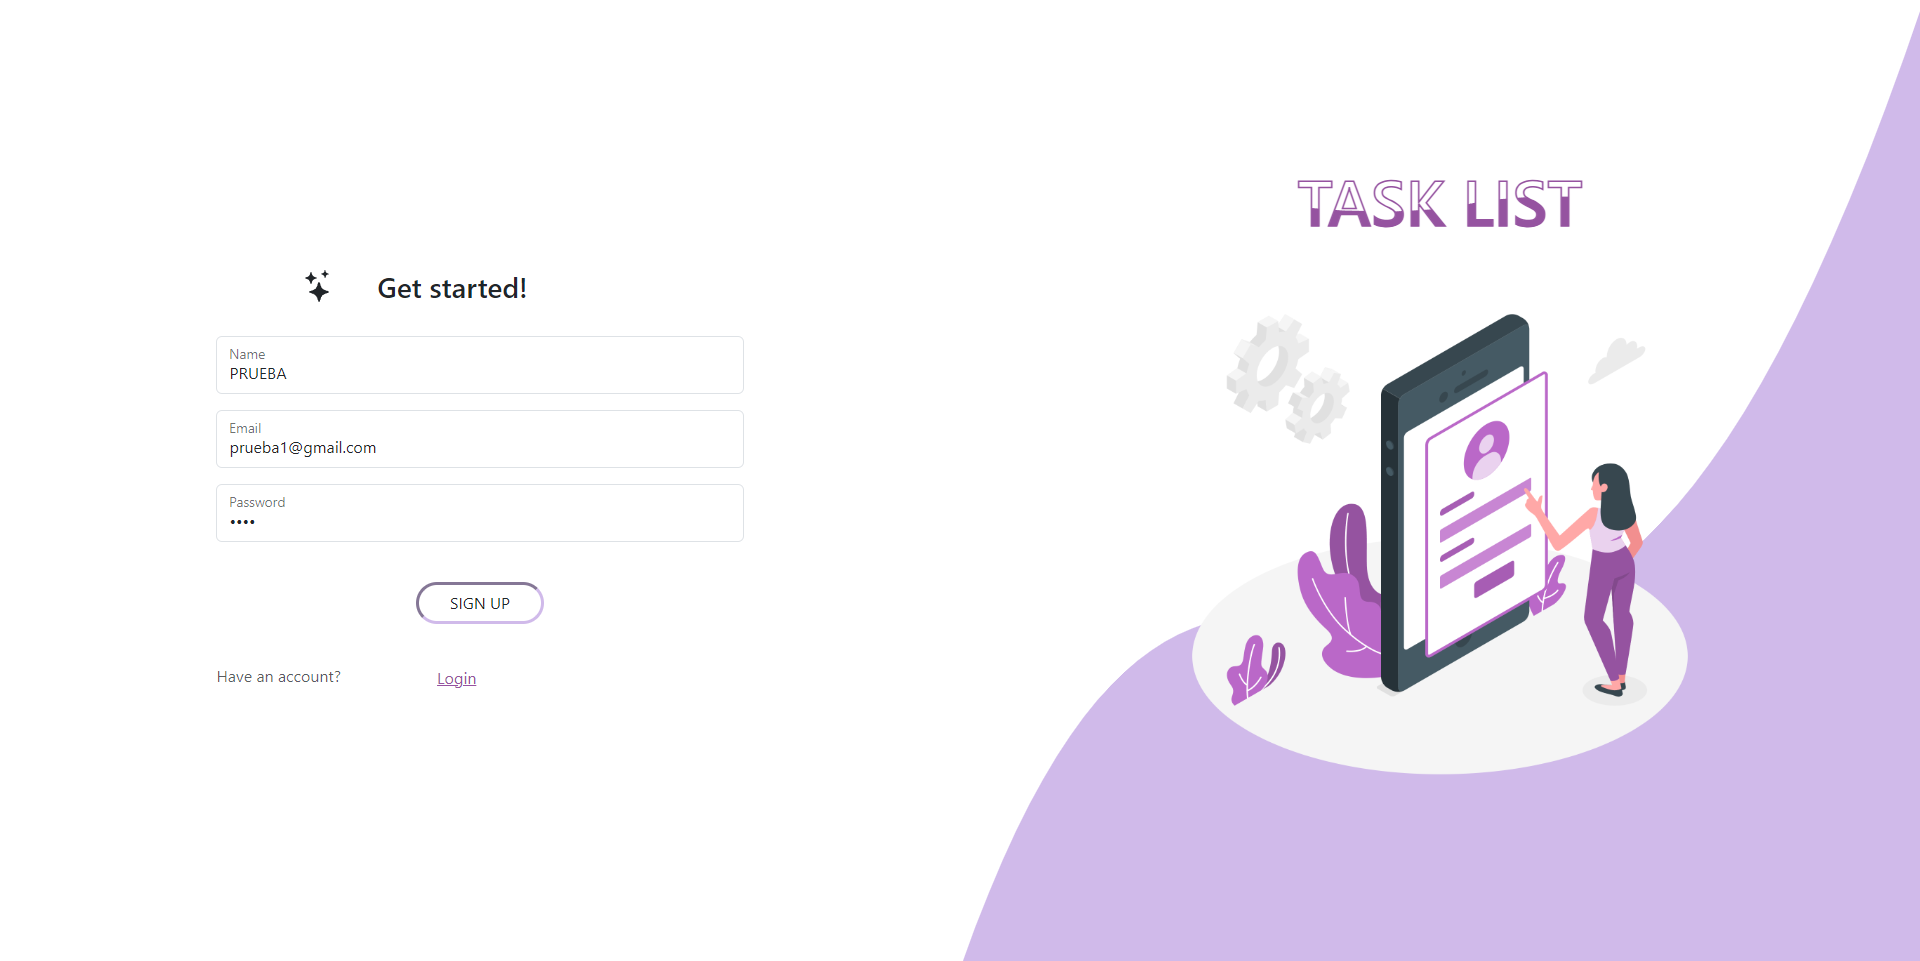 TASK LIST
Get started!
Name
PRUEBA
Email
prueba1@gmail.com
Password
••••
SIGN UP
Have an account? Login